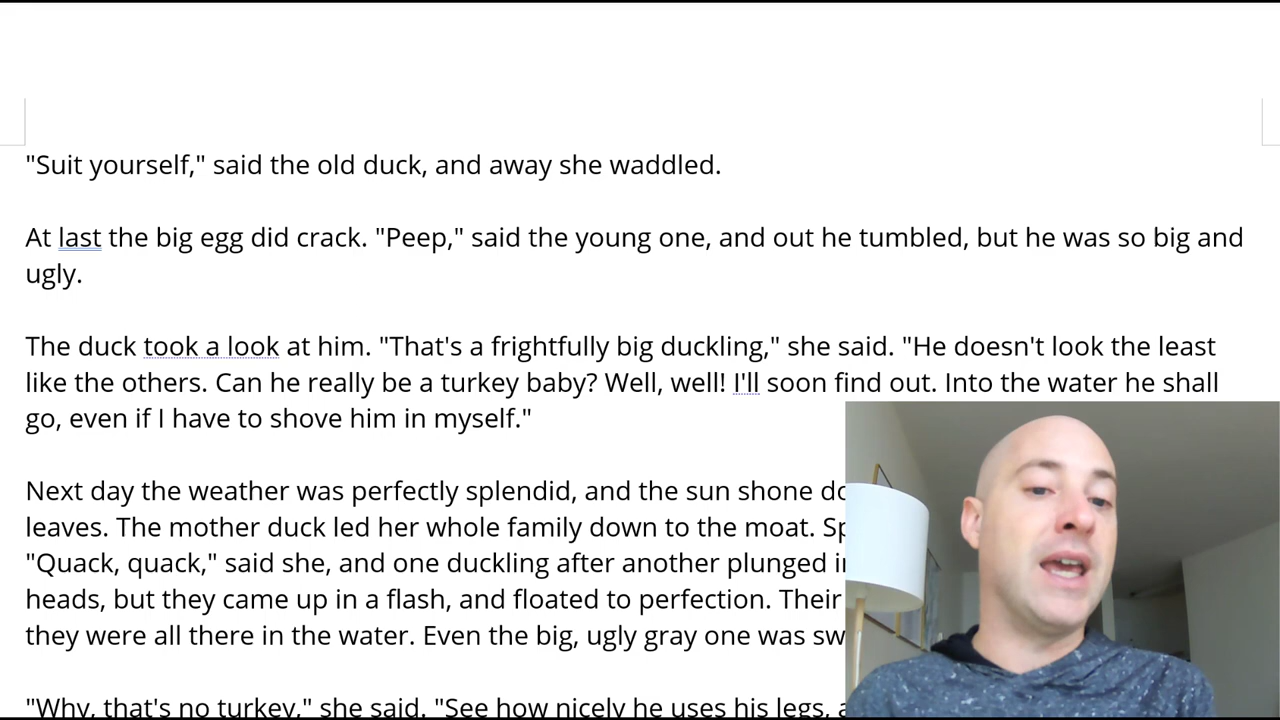 "Suit yourself," said the old duck, and away she waddled.
At last the big egg did crack. "Peep," said the young one, and out he tumbled, but he was so big and
ugly.
The duck took a look at him. "That's a frightfully big duckling," she said. "He doesn't look the least
like the others. Can he really be a turkey baby? Well, well! I'll soon find out. Into the water he shall
go, even if I have to shove him in myself."
Next day the weather was perfectly splendid, and the sun shone
leaves. The mother duck led her whole family down to the moat.
"Quack, quack," said she, and one duckling after another plunged
heads, but they came up in a flash, and floated to perfection. Their
they were all there in the water. Even the big, ugly gray one was
"Why, that's no turkey," she said. "See how nicely he uses his legs,